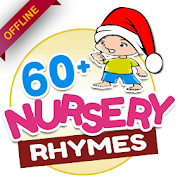 OFFLINE
60+
NURSERY
RHYMES